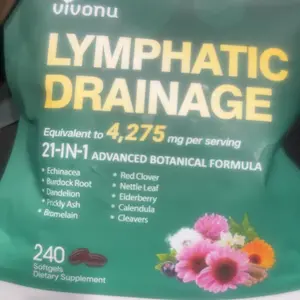 vivonu
LYMPHATIC
DRAINAGE
Equivalent to 4,275 mg per serving
21-IN-1 ADVANCED BOTANICAL FORMULA
• Echinacea
• Burdock Root
• Dandelion
• Prickly Ash
• Bromelain
• Red Clover
• Nettle Leaf
• Elderberry
• Calendula
• Cleavers
240
Softgels
Dietary Supplement